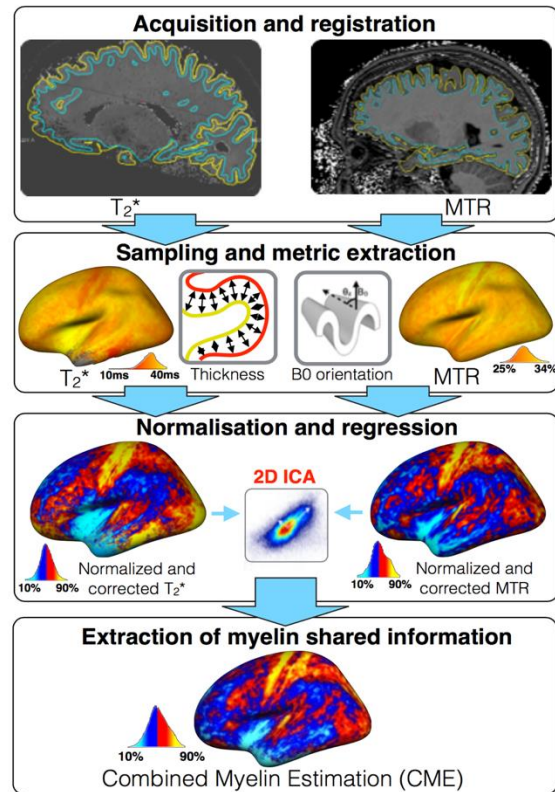 Acquisition and registration
T₂* MTR
Sampling and metric extraction
θz B₀
10ms 40ms 25% 34%
T₂* Thickness B0 orientation MTR
Normalisation and regression
2D ICA
10% 90% Normalized and corrected T₂*
10% 90% Normalized and corrected MTR
Extraction of myelin shared information
10% 90%
Combined Myelin Estimation (CME)